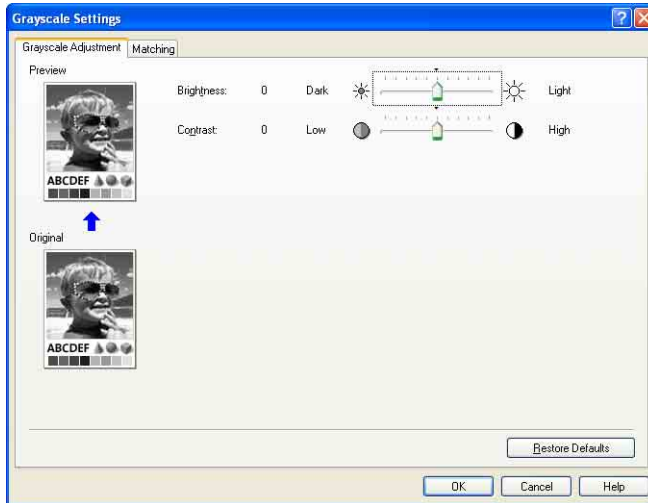 Grayscale Settings
Grayscale Adjustment Matching
Preview
Brightness: 0 Dark Light
Contrast: 0 Low High
ABCDEF
Original
ABCDEF
Restore Defaults
OK Cancel Help